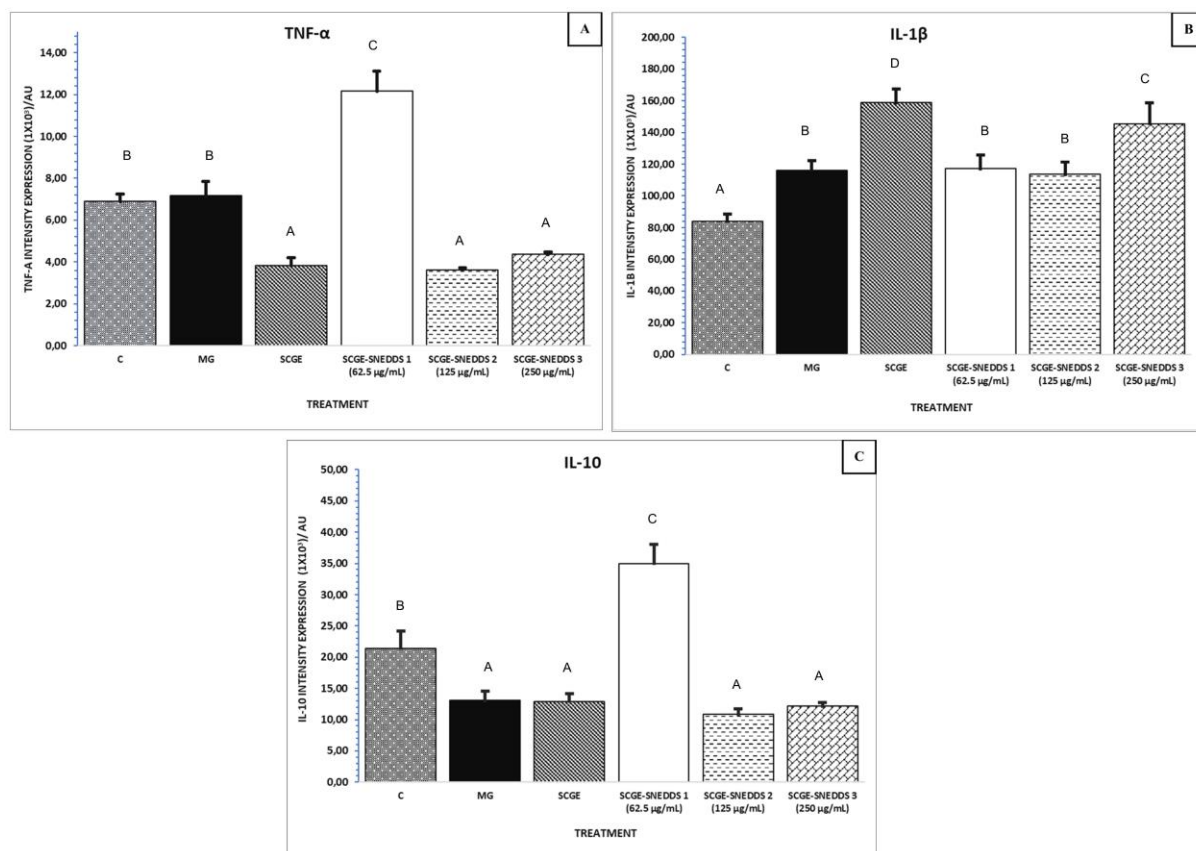 TNF-α
A
TNF-A INTENSITY EXPRESSION (1X10³)/AU
14,00
12,00
10,00
8,00
6,00
4,00
2,00
0,00
B
B
A
C
A
A
C
MG
SCGE
SCGE-SNEDDS 1
(62.5 µg/mL)
SCGE-SNEDDS 2
(125 µg/mL)
SCGE-SNEDDS 3
(250 µg/mL)
TREATMENT
IL-1β
B
IL-1B INTENSITY EXPRESSION (1X10³)/AU
200,00
180,00
160,00
140,00
120,00
100,00
80,00
60,00
40,00
20,00
0,00
A
B
D
B
B
C
C
MG
SCGE
SCGE-SNEDDS 1
(62.5 µg/mL)
SCGE-SNEDDS 2
(125 µg/mL)
SCGE-SNEDDS 3
(250 µg/mL)
TREATMENT
IL-10
C
IL-10 INTENSITY EXPRESSION (1X10³)/ AU
50,00
45,00
40,00
35,00
30,00
25,00
20,00
15,00
10,00
5,00
0,00
B
A
A
C
A
A
C
MG
SCGE
SCGE-SNEDDS 1
(62.5 µg/mL)
SCGE-SNEDDS 2
(125 µg/mL)
SCGE-SNEDDS 3
(250 µg/mL)
TREATMENT